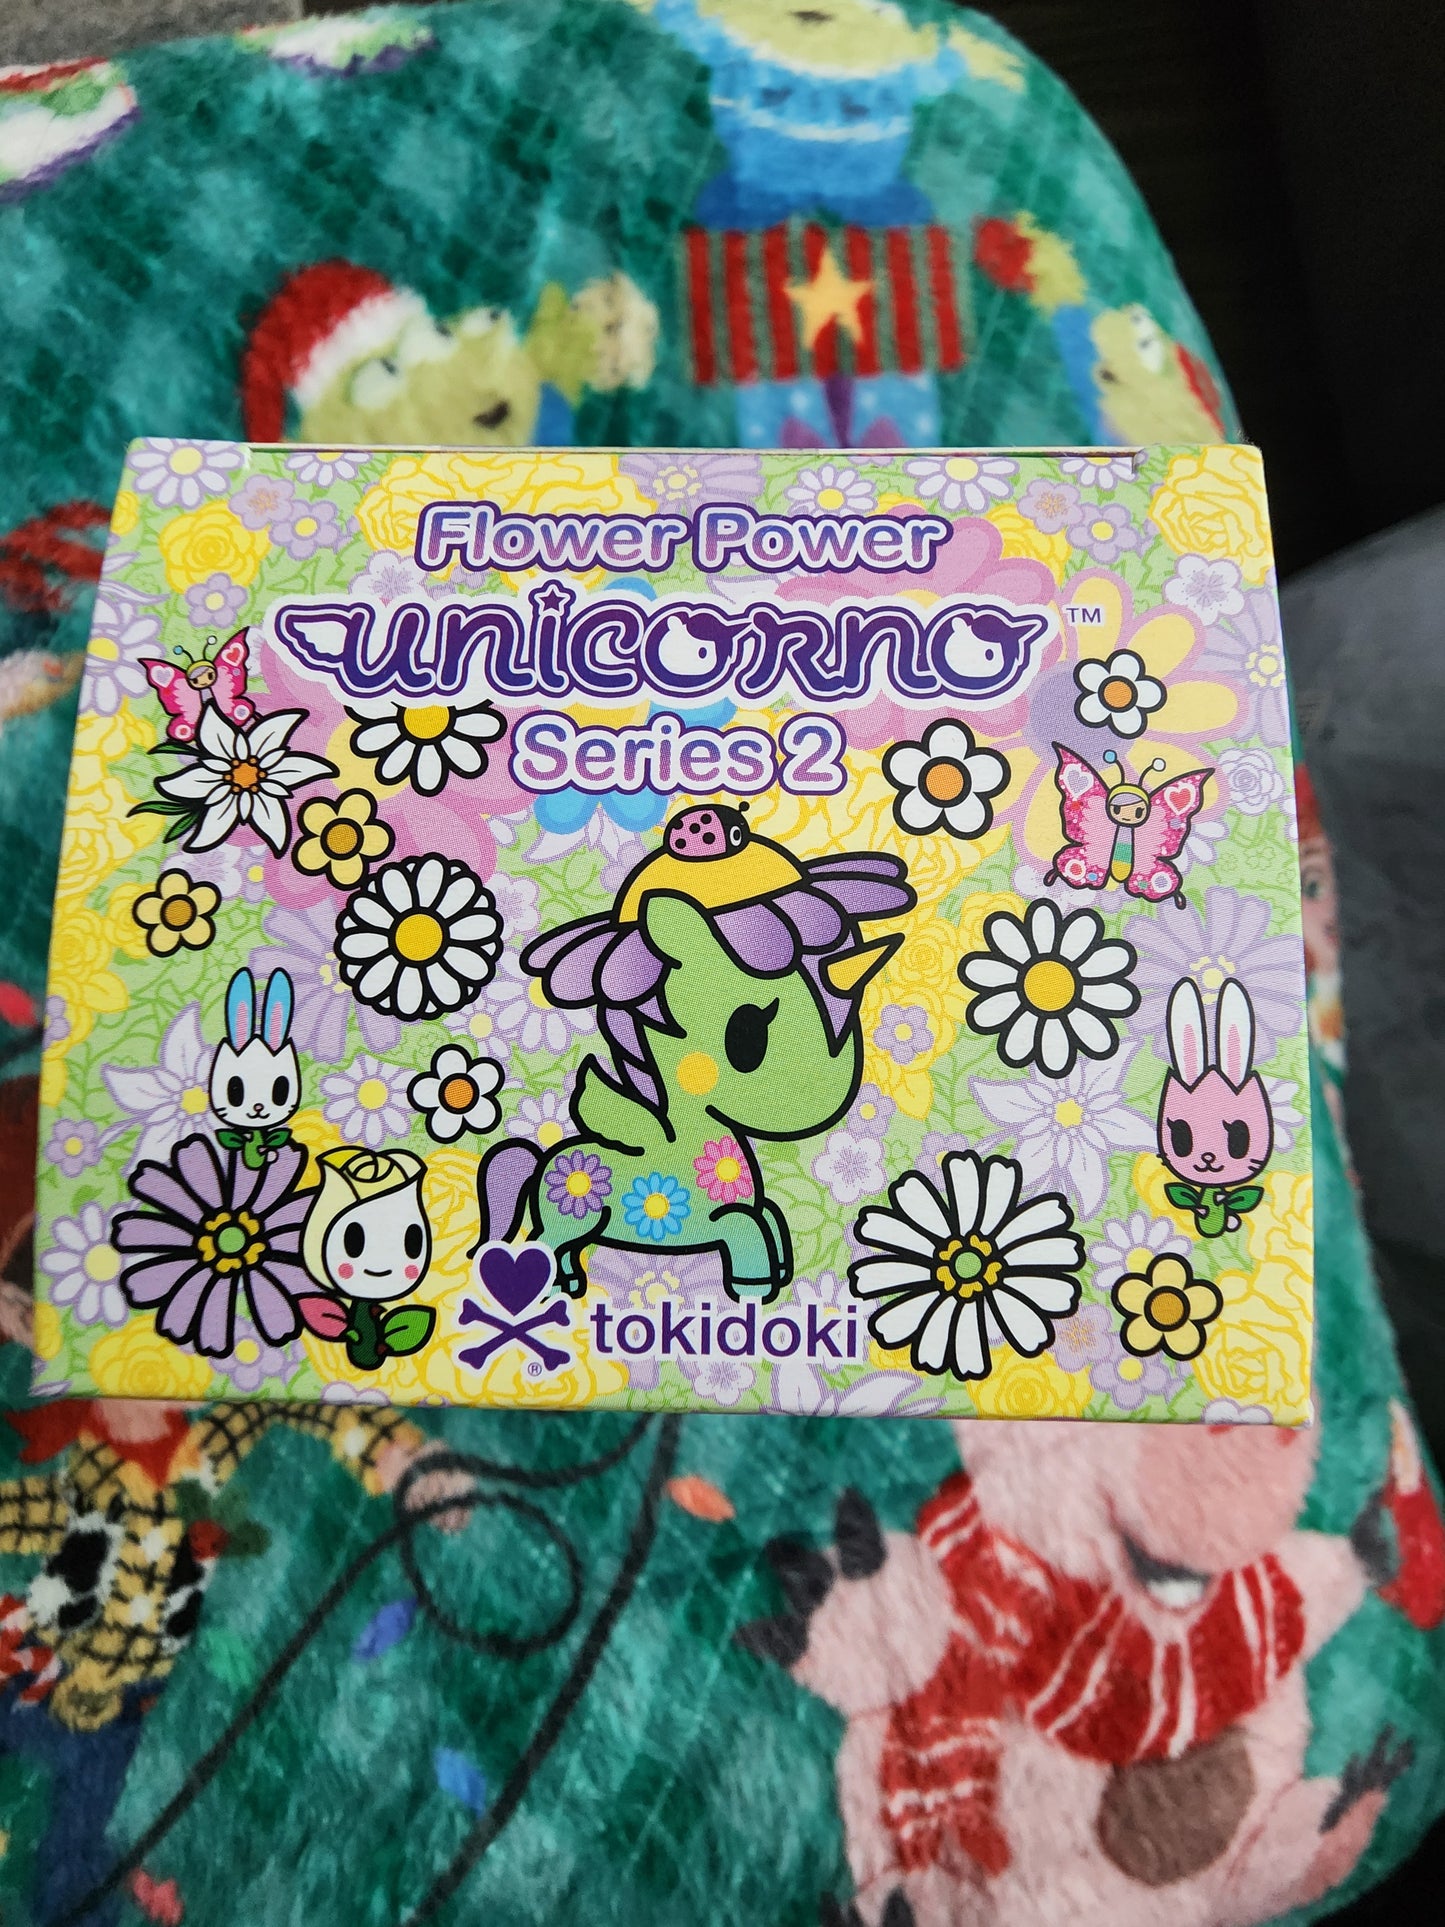 Flower Power
unicorno™
Series 2
tokidoki
®